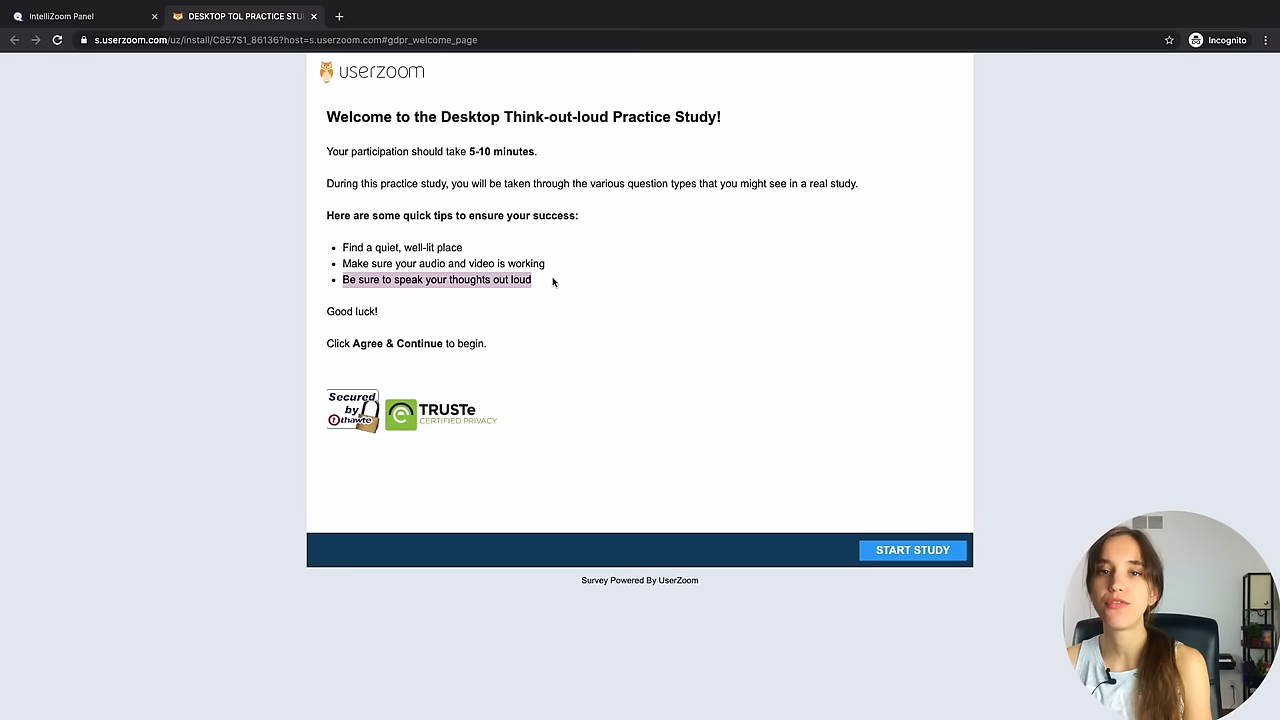 IntelliZoom Panel
DESKTOP TOL PRACTICE STU
s.userzoom.com/uz/install/C857S1_86136?host=s.userzoom.com#gdpr_welcome_page
Incognito
userzoom
Welcome to the Desktop Think-out-loud Practice Study!
Your participation should take 5-10 minutes.
During this practice study, you will be taken through the various question types that you might see in a real study.
Here are some quick tips to ensure your success:
• Find a quiet, well-lit place
• Make sure your audio and video is working
• Be sure to speak your thoughts out loud
Good luck!
Click Agree & Continue to begin.
Secured
by
thawte
TRUSTe
CERTIFIED PRIVACY
START STUDY
Survey Powered By UserZoom